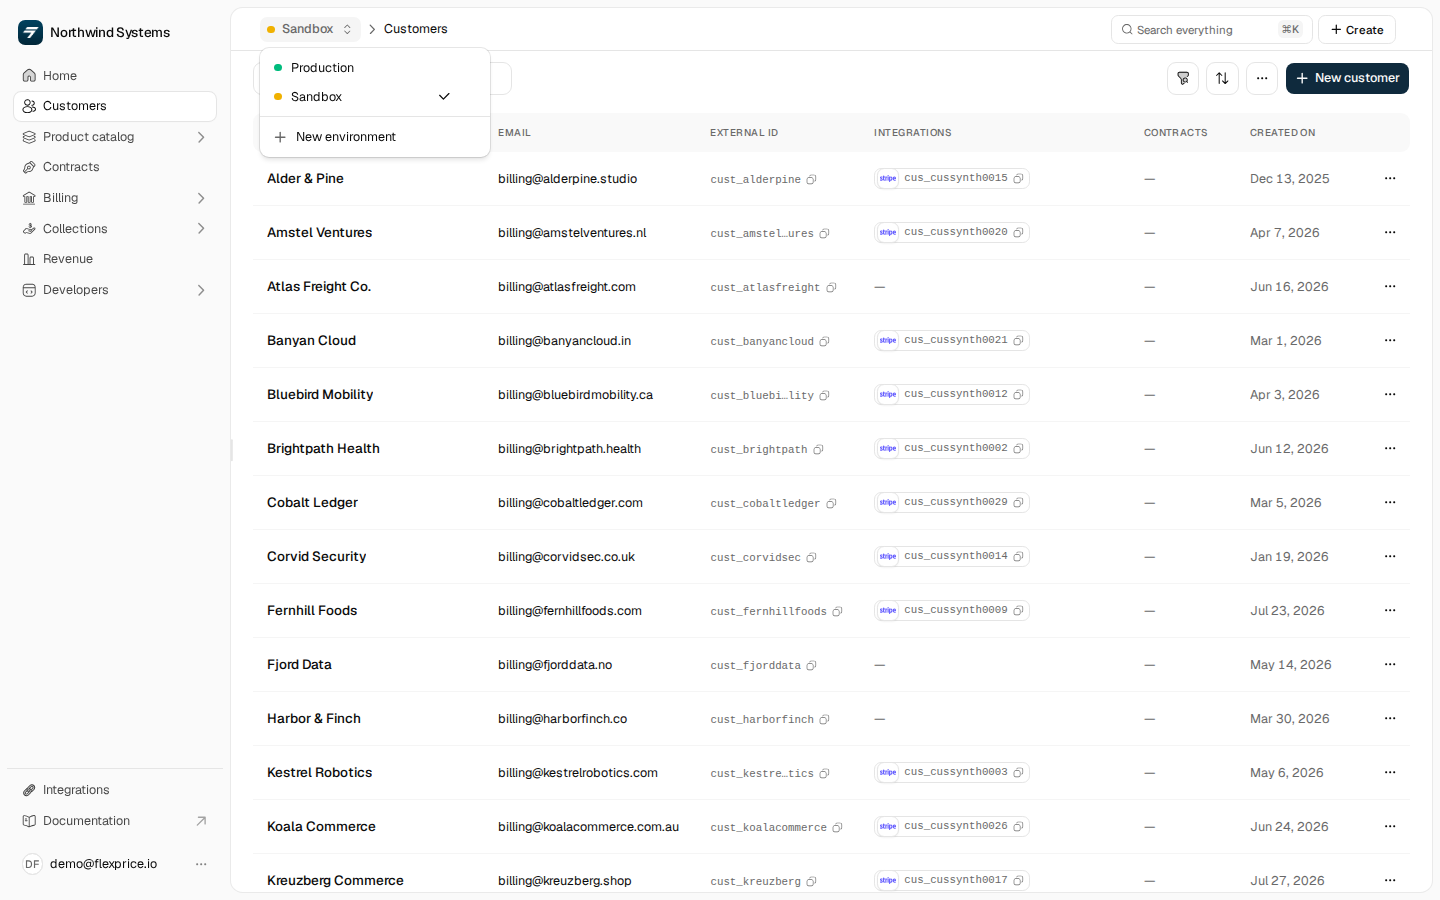 Northwind Systems
Home
Customers
Product catalog
Contracts
Billing
Collections
Revenue
Developers
Integrations
Documentation
DF demo@flexprice.io
Sandbox Customers
Search everything ⌘K
+ Create
Production
Sandbox
+ New environment
+ New customer
EMAIL EXTERNAL ID INTEGRATIONS CONTRACTS CREATED ON
Alder & Pine billing@alderpine.studio cust_alderpine stripe cus_cussynth0015 — Dec 13, 2025
Amstel Ventures billing@amstelventures.nl cust_amstel…ures stripe cus_cussynth0020 — Apr 7, 2026
Atlas Freight Co. billing@atlasfreight.com cust_atlasfreight — — Jun 16, 2026
Banyan Cloud billing@banyancloud.in cust_banyancloud stripe cus_cussynth0021 — Mar 1, 2026
Bluebird Mobility billing@bluebirdmobility.ca cust_bluebi…lity stripe cus_cussynth0012 — Apr 3, 2026
Brightpath Health billing@brightpath.health cust_brightpath stripe cus_cussynth0002 — Jun 12, 2026
Cobalt Ledger billing@cobaltledger.com cust_cobaltledger stripe cus_cussynth0029 — Mar 5, 2026
Corvid Security billing@corvidsec.co.uk cust_corvidsec stripe cus_cussynth0014 — Jan 19, 2026
Fernhill Foods billing@fernhillfoods.com cust_fernhillfoods stripe cus_cussynth0009 — Jul 23, 2026
Fjord Data billing@fjorddata.no cust_fjorddata — — May 14, 2026
Harbor & Finch billing@harborfinch.co cust_harborfinch — — Mar 30, 2026
Kestrel Robotics billing@kestrelrobotics.com cust_kestre…tics stripe cus_cussynth0003 — May 6, 2026
Koala Commerce billing@koalacommerce.com.au cust_koalacommerce stripe cus_cussynth0026 — Jun 24, 2026
Kreuzberg Commerce billing@kreuzberg.shop cust_kreuzberg stripe cus_cussynth0017 — Jul 27, 2026